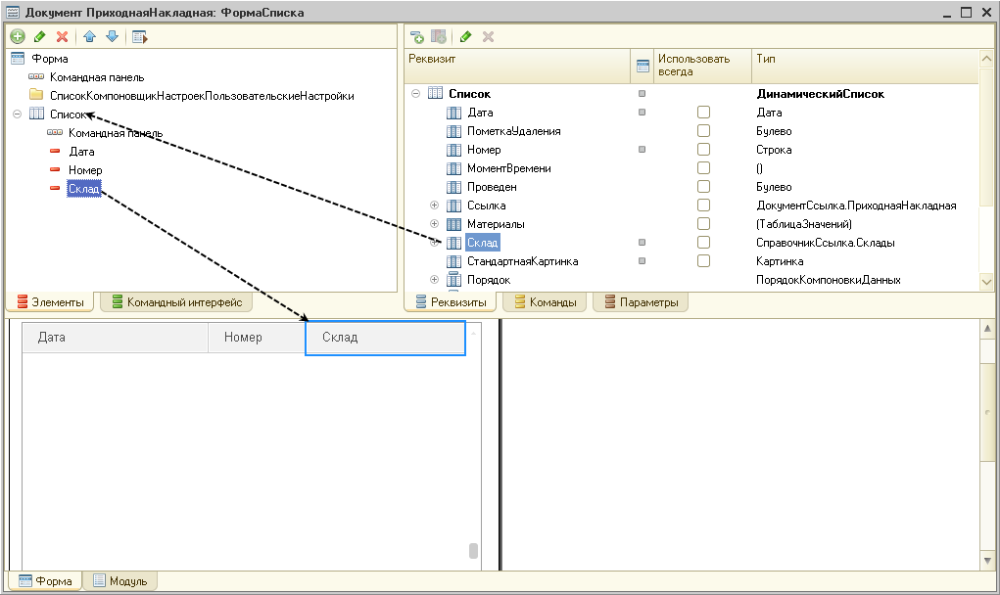 Документ ПриходнаяНакладная: ФормаСписка
Форма
Командная панель
СписокКомпоновщикНастроекПользовательскиеНастройки
Список
Командная панель
Дата
Номер
Склад
Элементы
Командный интерфейс
Реквизит
Использовать
всегда
Тип
Список
ДинамическийСписок
Дата
Дата
ПометкаУдаления
Булево
Номер
Строка
МоментВремени
()
Проведен
Булево
Ссылка
ДокументСсылка.ПриходнаяНакладная
Материалы
(ТаблицаЗначений)
Склад
СправочникСсылка.Склады
СтандартнаяКартинка
Картинка
Порядок
ПорядокКомпоновкиДанных
Реквизиты
Команды
Параметры
Дата
Номер
Склад
Форма
Модуль